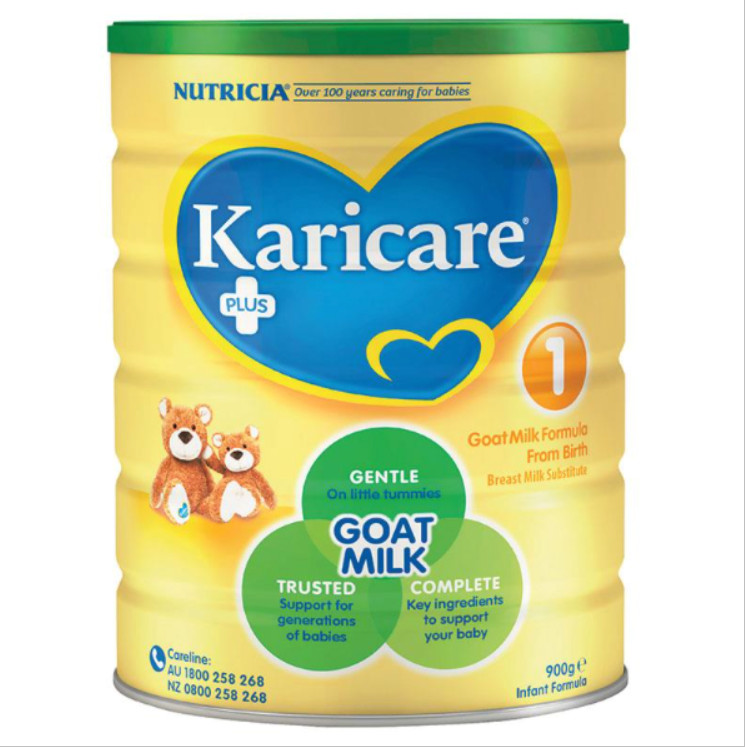 NUTRICIA® Over 100 years caring for babies
Karicare®
PLUS
1
Goat Milk Formula
From Birth
Breast Milk Substitute
GENTLE
On little tummies
GOAT
MILK
TRUSTED
Support for
generations
of babies
COMPLETE
Key ingredients
to support
your baby
Careline:
AU 1800 258 268
NZ 0800 258 268
900g ℮
Infant Formula